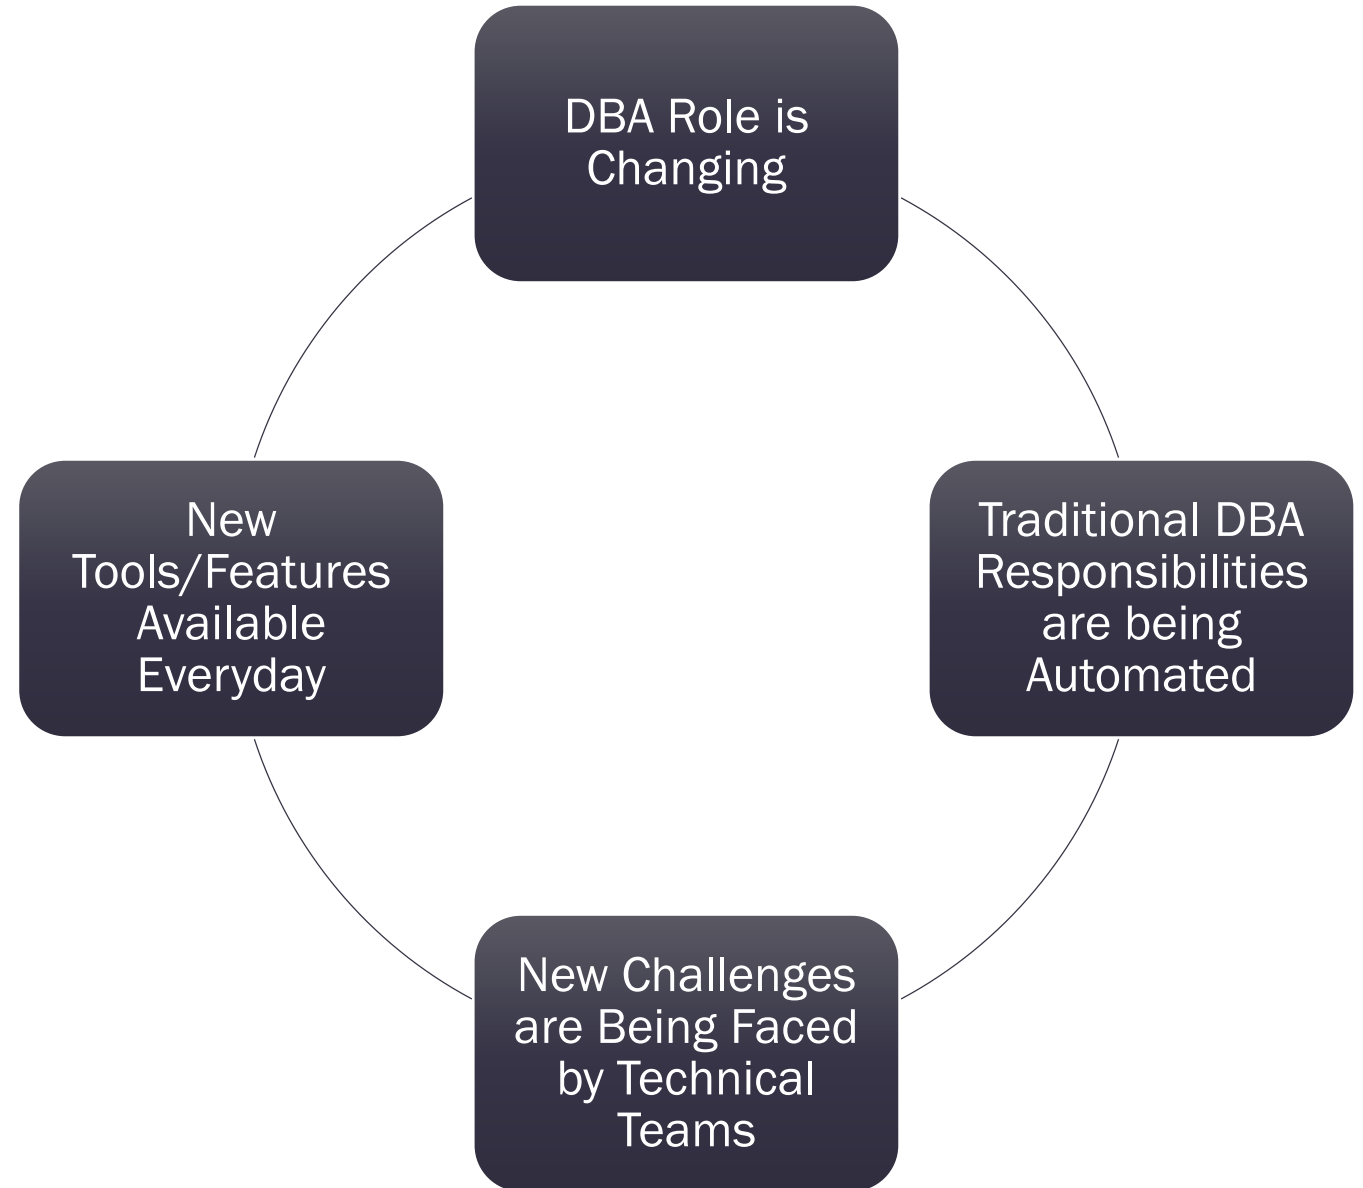 DBA Role is
Changing
Traditional DBA
Responsibilities
are being
Automated
New Challenges
are Being Faced
by Technical
Teams
New
Tools/Features
Available
Everyday